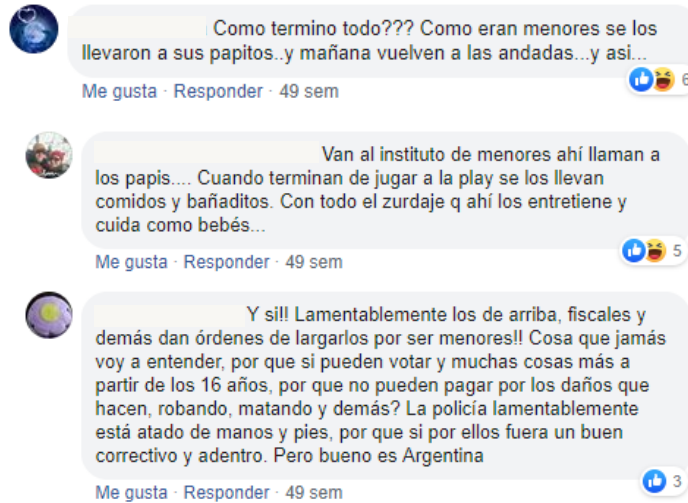 Como termino todo??? Como eran menores se los
llevaron a sus papitos..y mañana vuelven a las andadas...y asi...
6
Me gusta · Responder · 49 sem
Van al instituto de menores ahí llaman a
los papis.... Cuando terminan de jugar a la play se los llevan
comidos y bañaditos. Con todo el zurdaje q ahí los entretiene y
cuida como bebés...
5
Me gusta · Responder · 49 sem
Y si!! Lamentablemente los de arriba, fiscales y
demás dan órdenes de largarlos por ser menores!! Cosa que jamás
voy a entender, por que si pueden votar y muchas cosas más a
partir de los 16 años, por que no pueden pagar por los daños que
hacen, robando, matando y demás? La policía lamentablemente
está atado de manos y pies, por que si por ellos fuera un buen
correctivo y adentro. Pero bueno es Argentina
3
Me gusta · Responder · 49 sem